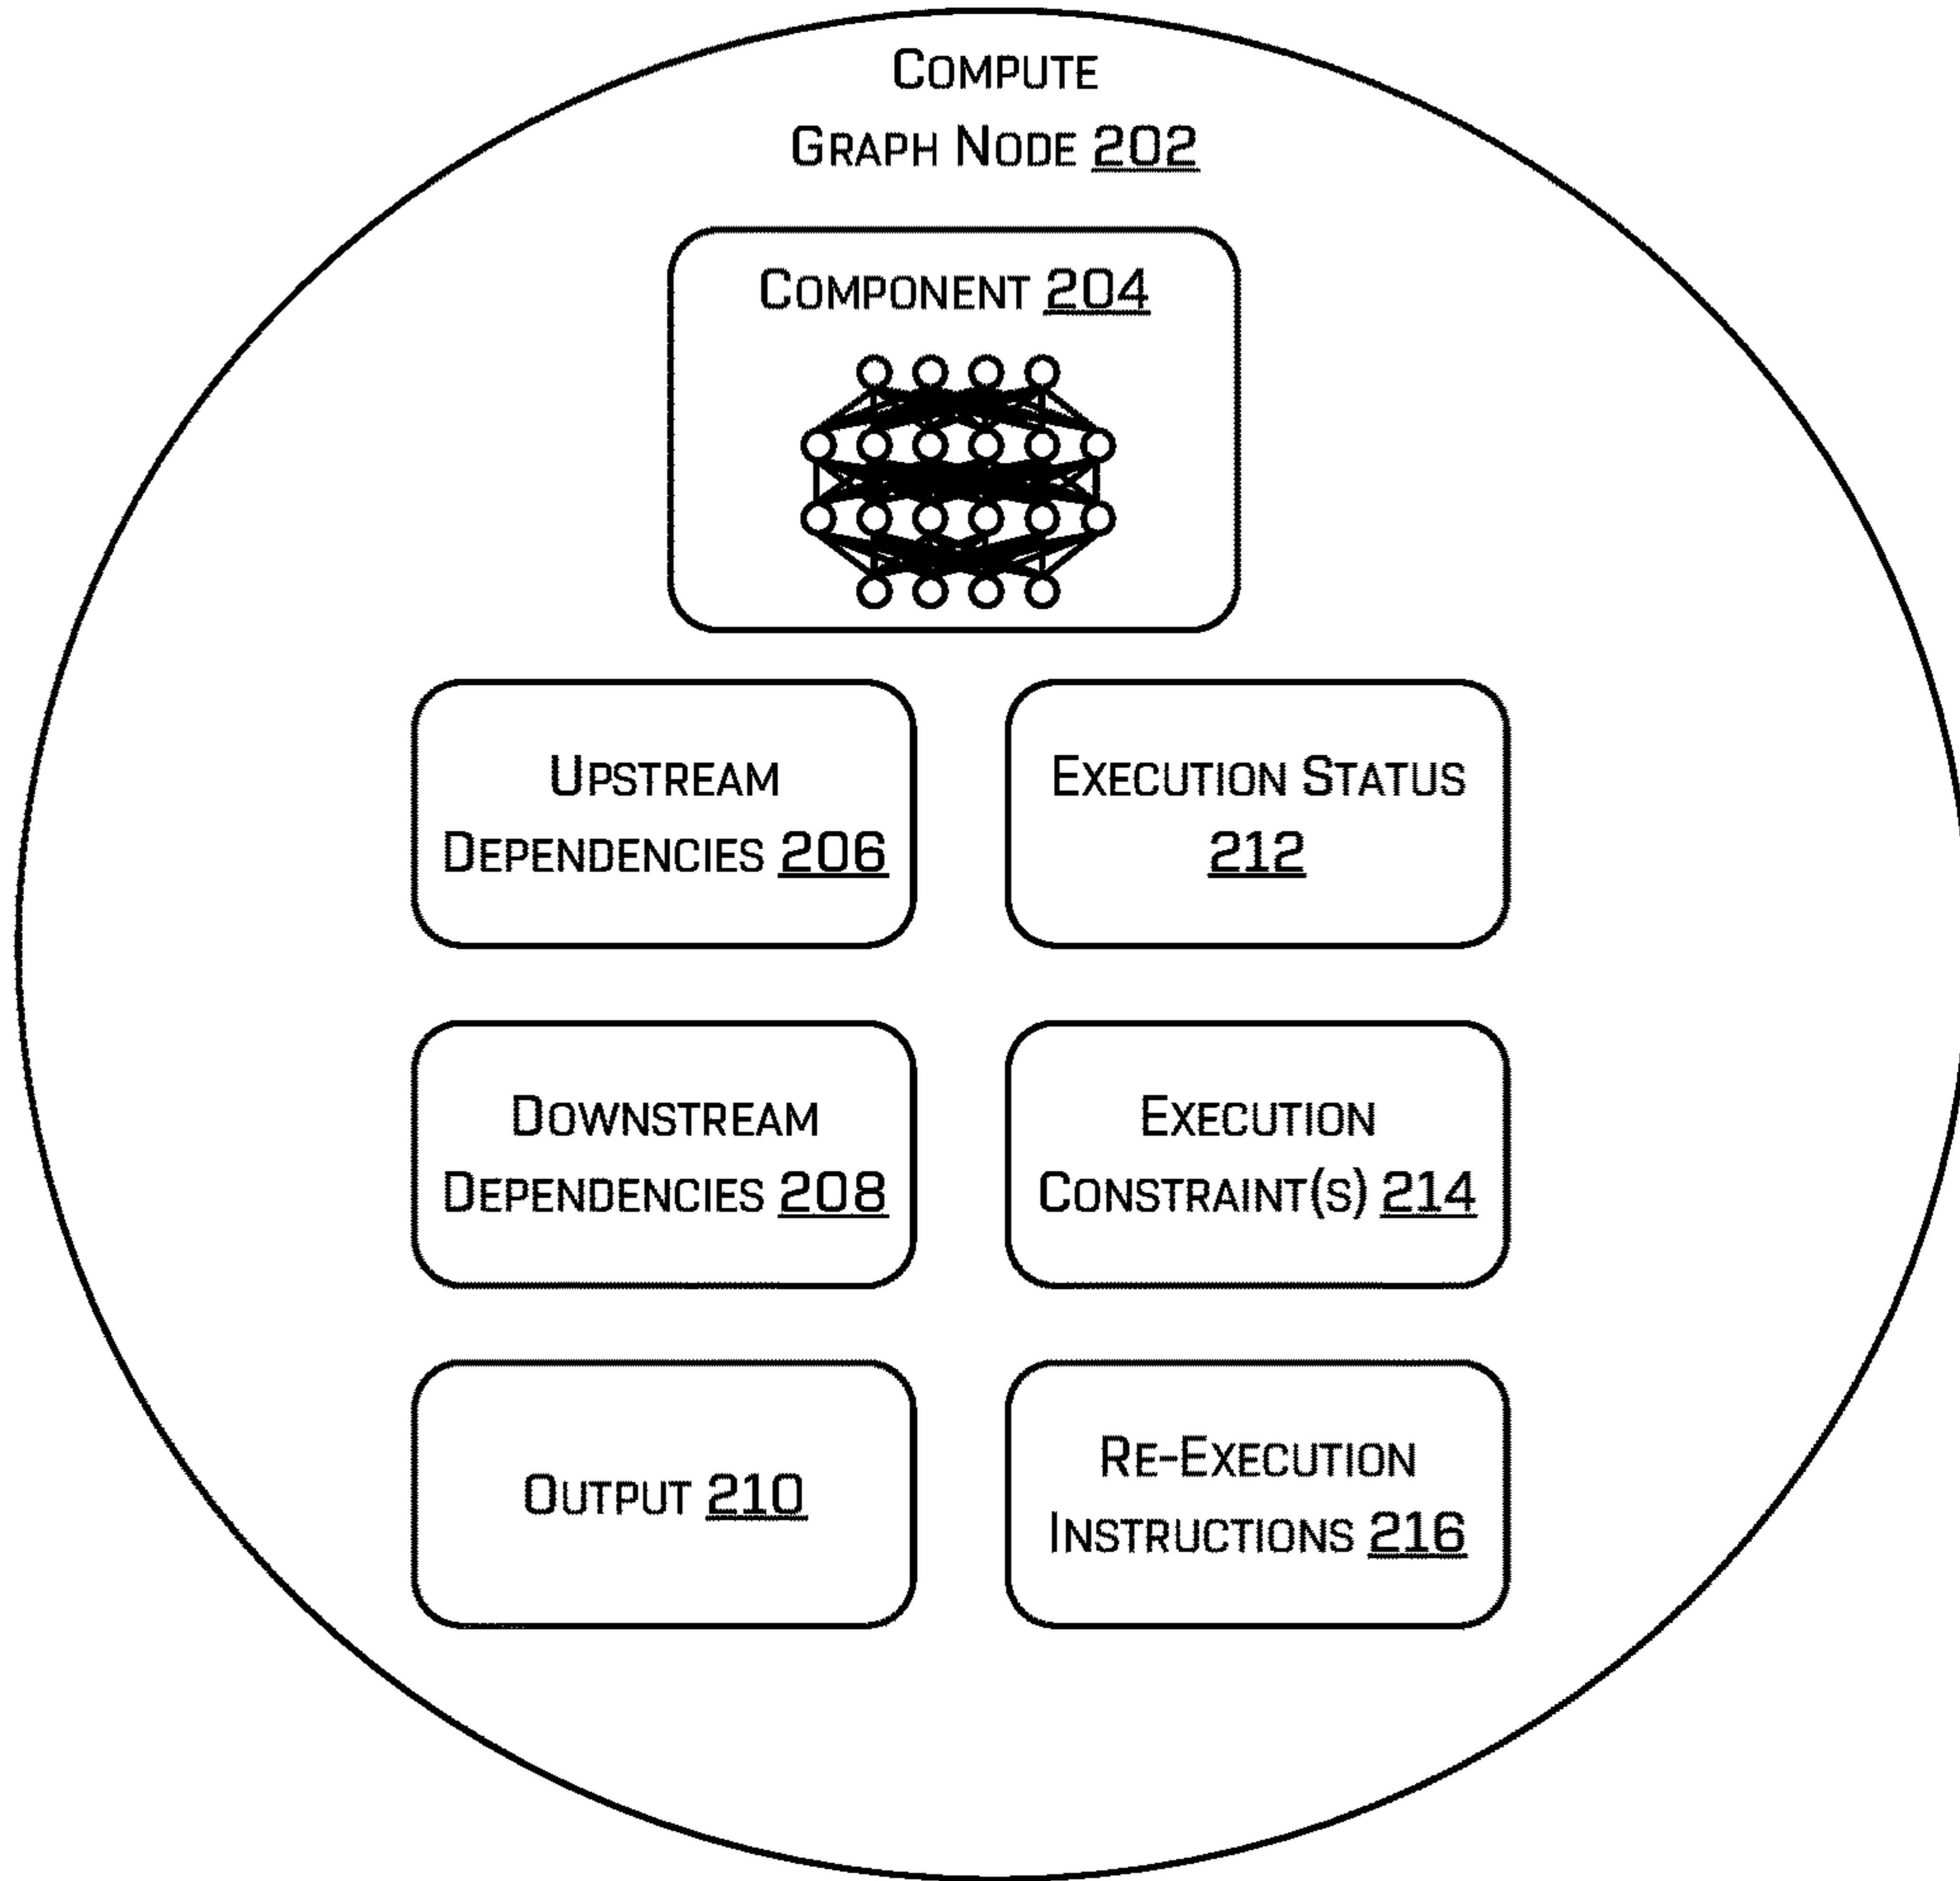 COMPUTE
GRAPH NODE 202
COMPONENT 204
UPSTREAM
DEPENDENCIES 206
EXECUTION STATUS
212
DOWNSTREAM
DEPENDENCIES 208
EXECUTION
CONSTRAINT(S) 214
OUTPUT 210
RE-EXECUTION
INSTRUCTIONS 216